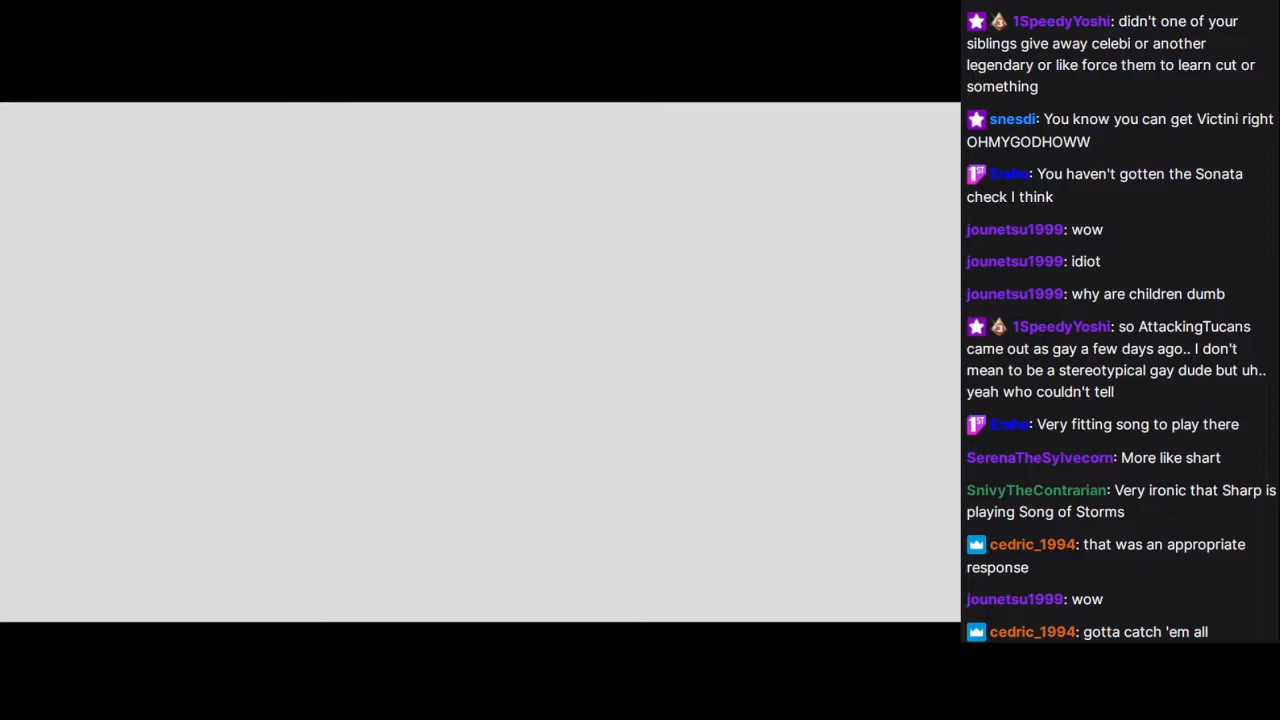 1SpeedyYoshi: didn't one of your
siblings give away celebi or another
legendary or like force them to learn cut or
something
snesdi: You know you can get Victini right
OHMYGODHOWW
1ST Eraho: You haven't gotten the Sonata
check I think
jounetsu1999: wow
jounetsu1999: idiot
jounetsu1999: why are children dumb
1SpeedyYoshi: so AttackingTucans
came out as gay a few days ago.. I don't
mean to be a stereotypical gay dude but uh..
yeah who couldn't tell
1ST Eraho: Very fitting song to play there
SerenaTheSylvecorn: More like shart
SnivyTheContrarian: Very ironic that Sharp is
playing Song of Storms
cedric_1994: that was an appropriate
response
jounetsu1999: wow
cedric_1994: gotta catch 'em all